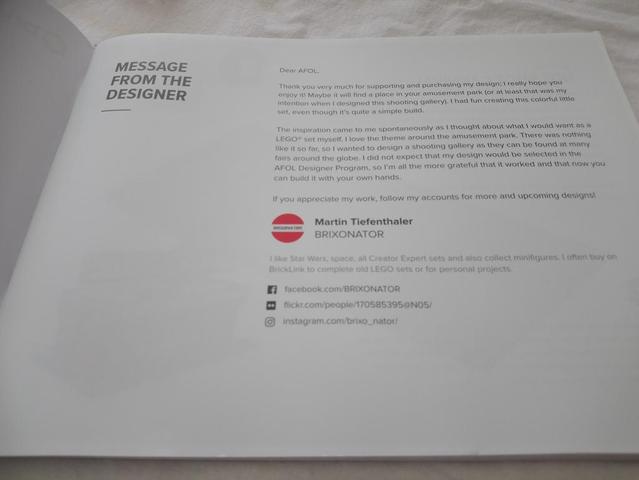 MESSAGE
FROM THE
DESIGNER
Dear AFOL,
Thank you very much for supporting and purchasing my design; I really hope you
enjoy it! Maybe it will find a place in your amusement park (or at least that was my
intention when I designed this shooting gallery). I had fun creating this colorful little
set, even though it's quite a simple build.
The inspiration came to me spontaneously as I thought about what I would want as a
LEGO® set myself. I love the theme around the amusement park. There was nothing
like it so far, so I wanted to design a shooting gallery as they can be found at many
fairs around the globe. I did not expect that my design would be selected in the
AFOL Designer Program, so I'm all the more grateful that it worked and that now you
can build it with your own hands.
If you appreciate my work, follow my accounts for more and upcoming designs!
Martin Tiefenthaler
BRIXONATOR
I like Star Wars, space, all Creator Expert sets and also collect minifigures. I often buy on
BrickLink to complete old LEGO sets or for personal projects.
facebook.com/BRIXONATOR
flickr.com/people/170585395@N05/
instagram.com/brixo_nator/